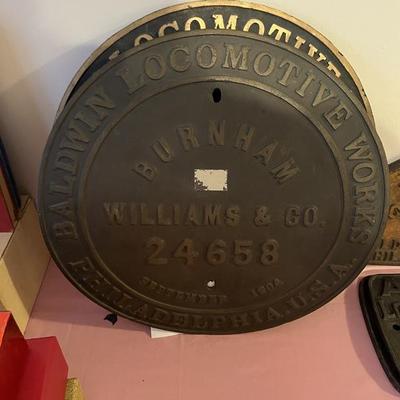 LOCOMOTIVE
BALDWIN LOCOMOTIVE WORKS
BURNHAM
WILLIAMS & CO.
24658
SEPTEMBER 1904
PHILADELPHIA, U.S.A.